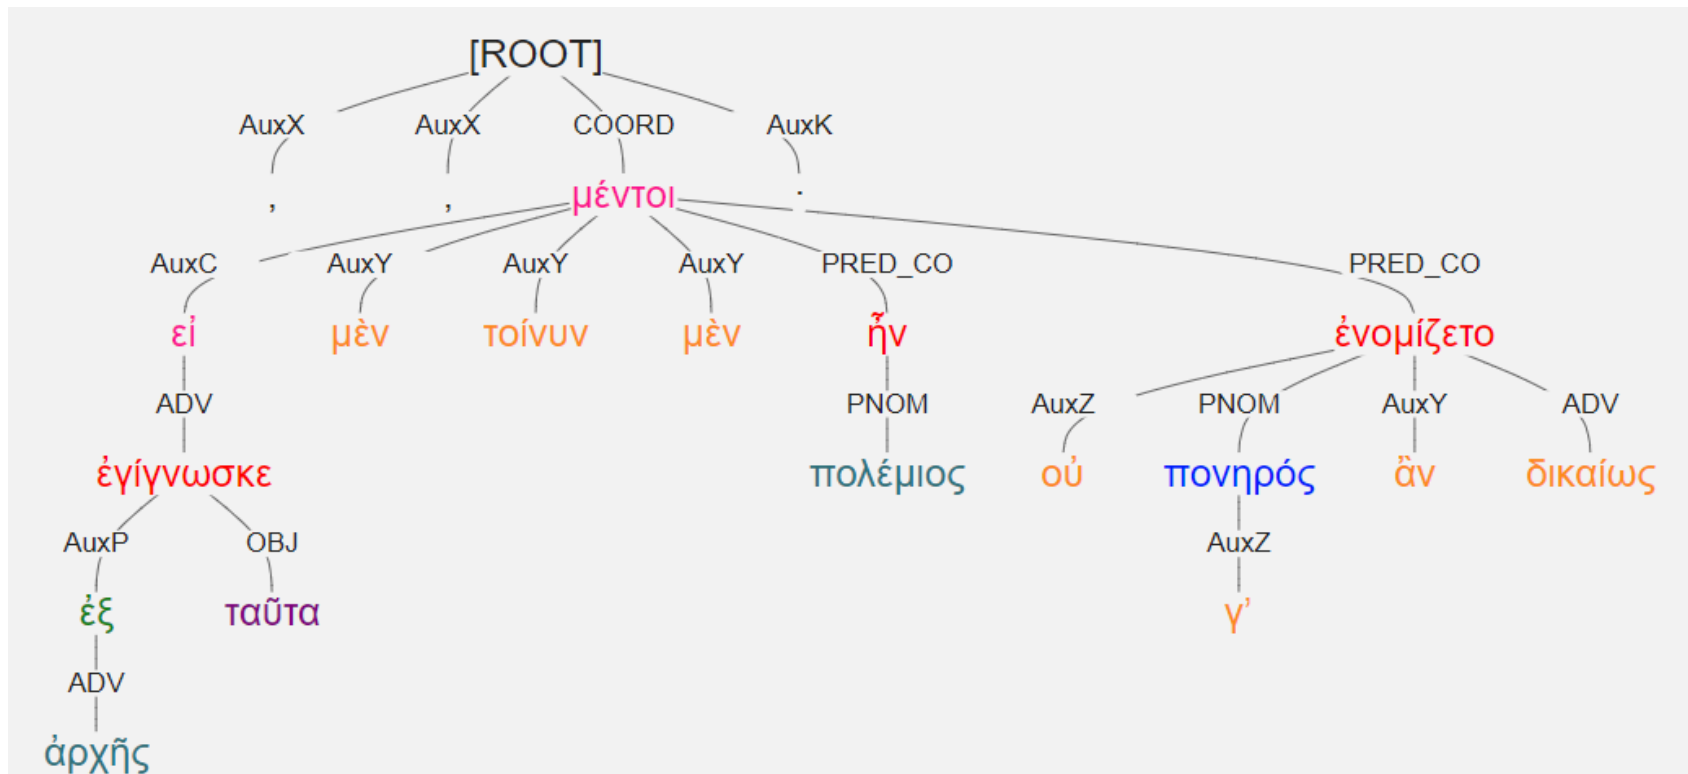 [ROOT]
AuxX AuxX COORD AuxK
, , μέντοι ·
AuxC AuxY AuxY AuxY PRED_CO PRED_CO
εἰ μὲν τοίνυν μὲν ἦν ἐνομίζετο
ADV PNOM AuxZ PNOM AuxY ADV
ἐγίγνωσκε πολέμιος οὐ πονηρός ἂν δικαίως
AuxP OBJ AuxZ
ἐξ ταῦτα γ’
ADV
ἀρχῆς